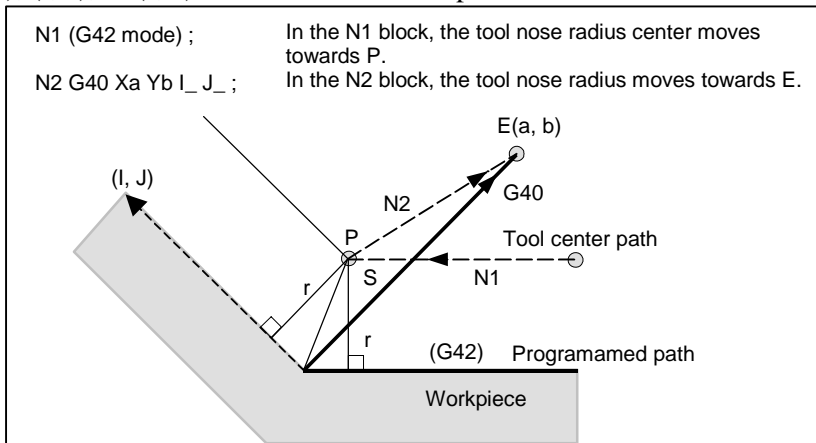 N1 (G42 mode) ;
In the N1 block, the tool nose radius center moves
towards P.
N2 G40 Xa Yb I_ J_ ;
In the N2 block, the tool nose radius moves towards E.
E(a, b)
(I, J)
G40
N2
P
Tool center path
S
N1
r
r
(G42)
Programamed path
Workpiece